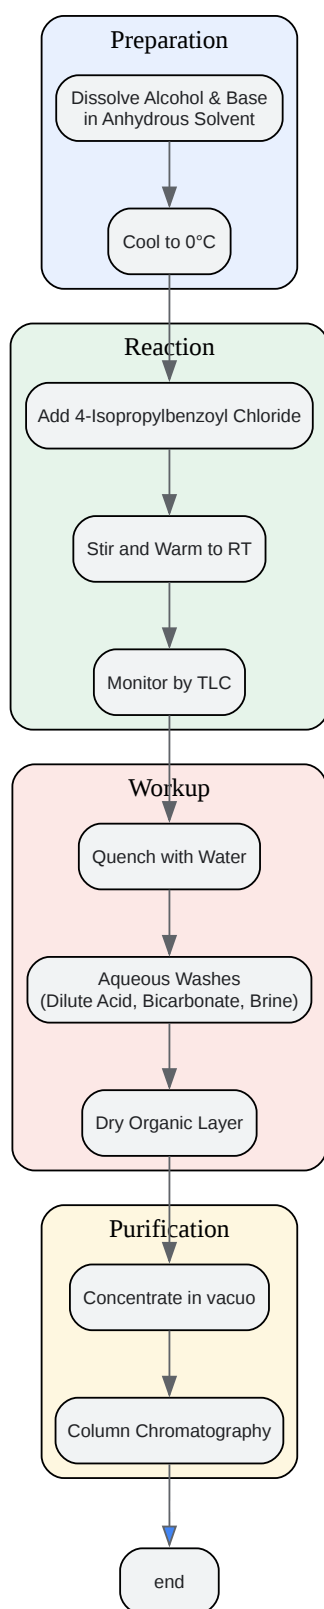 Preparation
Dissolve Alcohol & Base
in Anhydrous Solvent
Cool to 0°C
Reaction
Add 4-Isopropylbenzoyl Chloride
Stir and Warm to RT
Monitor by TLC
Workup
Quench with Water
Aqueous Washes
(Dilute Acid, Bicarbonate, Brine)
Dry Organic Layer
Purification
Concentrate in vacuo
Column Chromatography
end